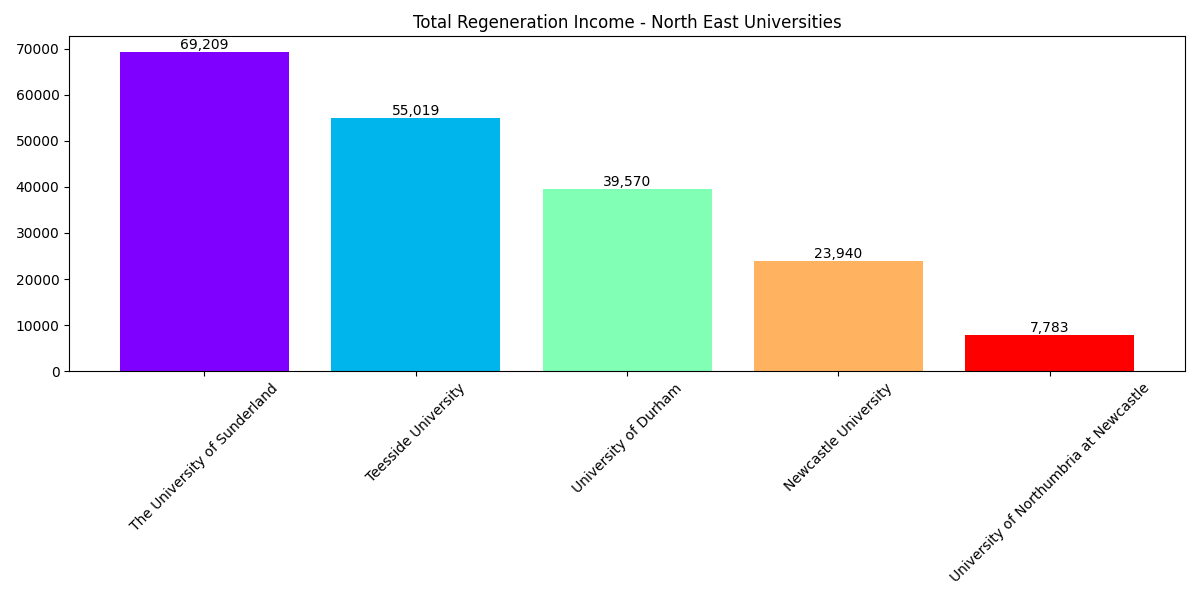 Total Regeneration Income - North East Universities
70000
60000
50000
40000
30000
20000
10000
0
69,209
55,019
39,570
23,940
7,783
The University of Sunderland
Teesside University
University of Durham
Newcastle University
University of Northumbria at Newcastle